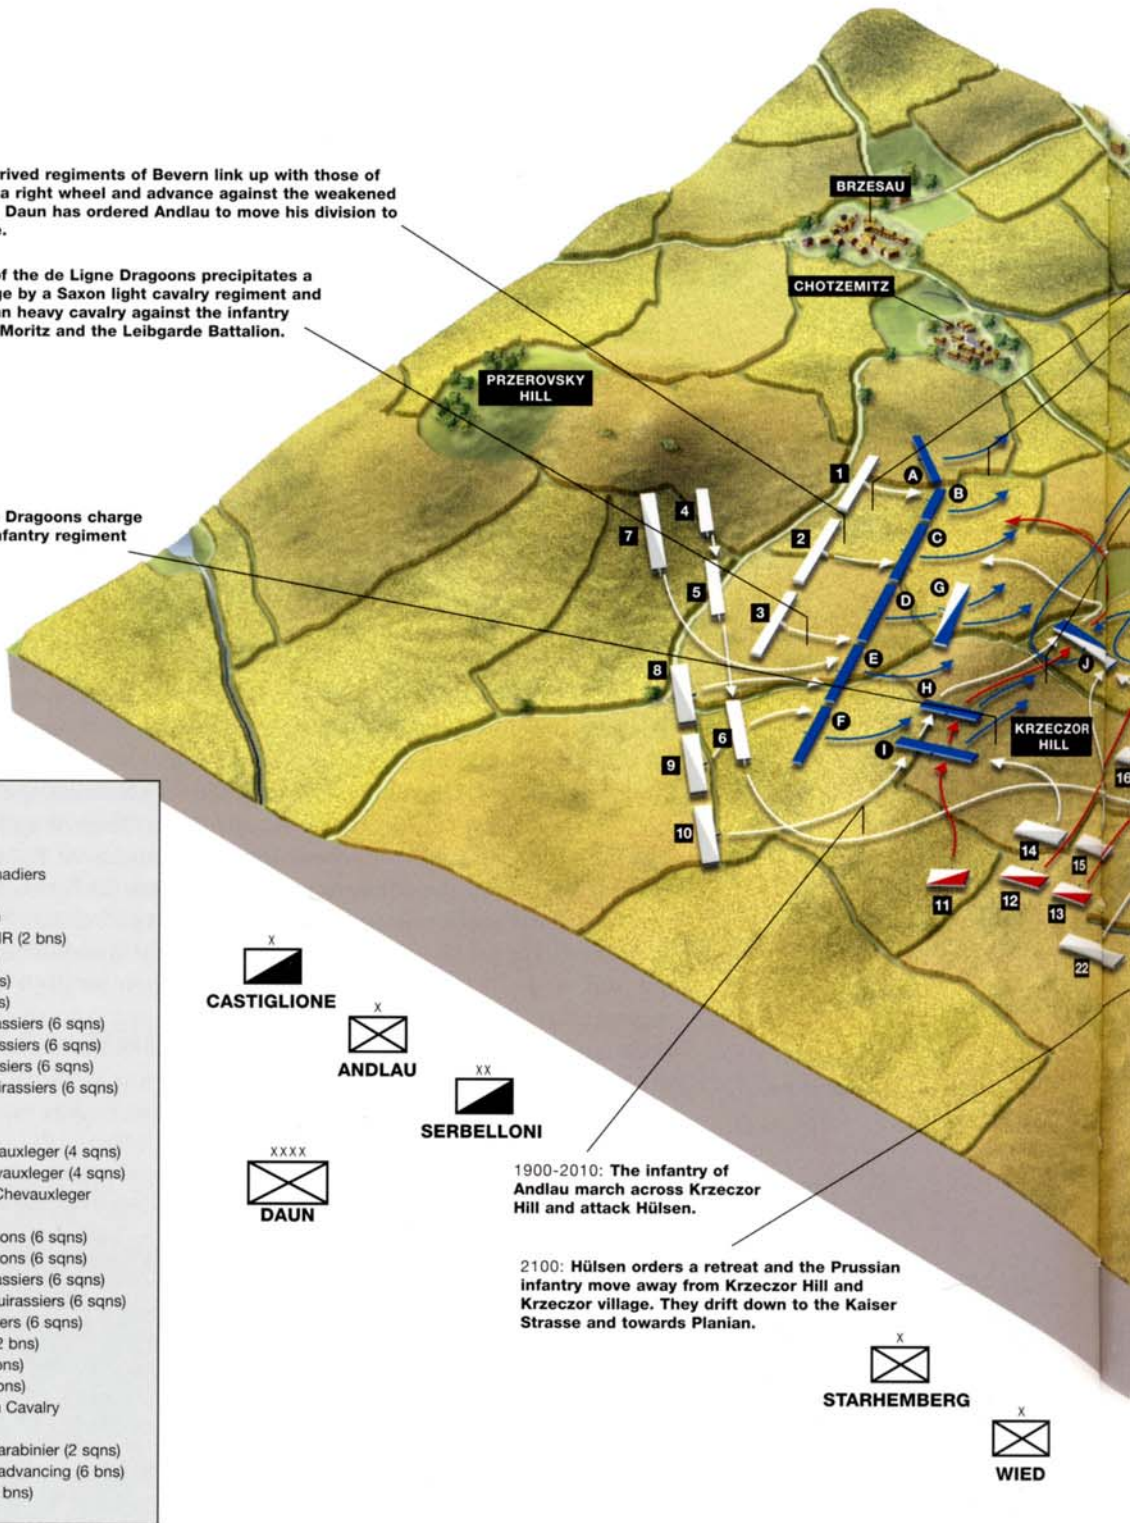 rived regiments of Bevern link up with those of
a right wheel and advance against the weakened
Daun has ordered Andlau to move his division to
e.
of the de Ligne Dragoons precipitates a
ge by a Saxon light cavalry regiment and
an heavy cavalry against the infantry
Moritz and the Leibgarde Battalion.
Dragoons charge
nfantry regiment
BRZESAU
CHOTZEMITZ
PRZEROVSKY
HILL
1
A
B
7
4
2
C
5
D
G
3
E
8
H
J
6
F
I
KRZECZOR
HILL
9
16
10
14
15
11
12
13
22
adiers
IR (2 bns)
s)
s)
assiers (6 sqns)
ssiers (6 sqns)
siers (6 sqns)
irassiers (6 sqns)
auxleger (4 sqns)
vauxleger (4 sqns)
Chevauxleger
ons (6 sqns)
ons (6 sqns)
assiers (6 sqns)
uirassiers (6 sqns)
ers (6 sqns)
2 bns)
ons)
ons)
Cavalry
arabinier (2 sqns)
advancing (6 bns)
bns)
X
CASTIGLIONE
X
ANDLAU
XX
SERBELLONI
XXXX
DAUN
1900-2010: The infantry of
Andlau march across Krzeczor
Hill and attack Hülsen.
2100: Hülsen orders a retreat and the Prussian
infantry move away from Krzeczor Hill and
Krzeczor village. They drift down to the Kaiser
Strasse and towards Planian.
X
STARHEMBERG
X
WIED